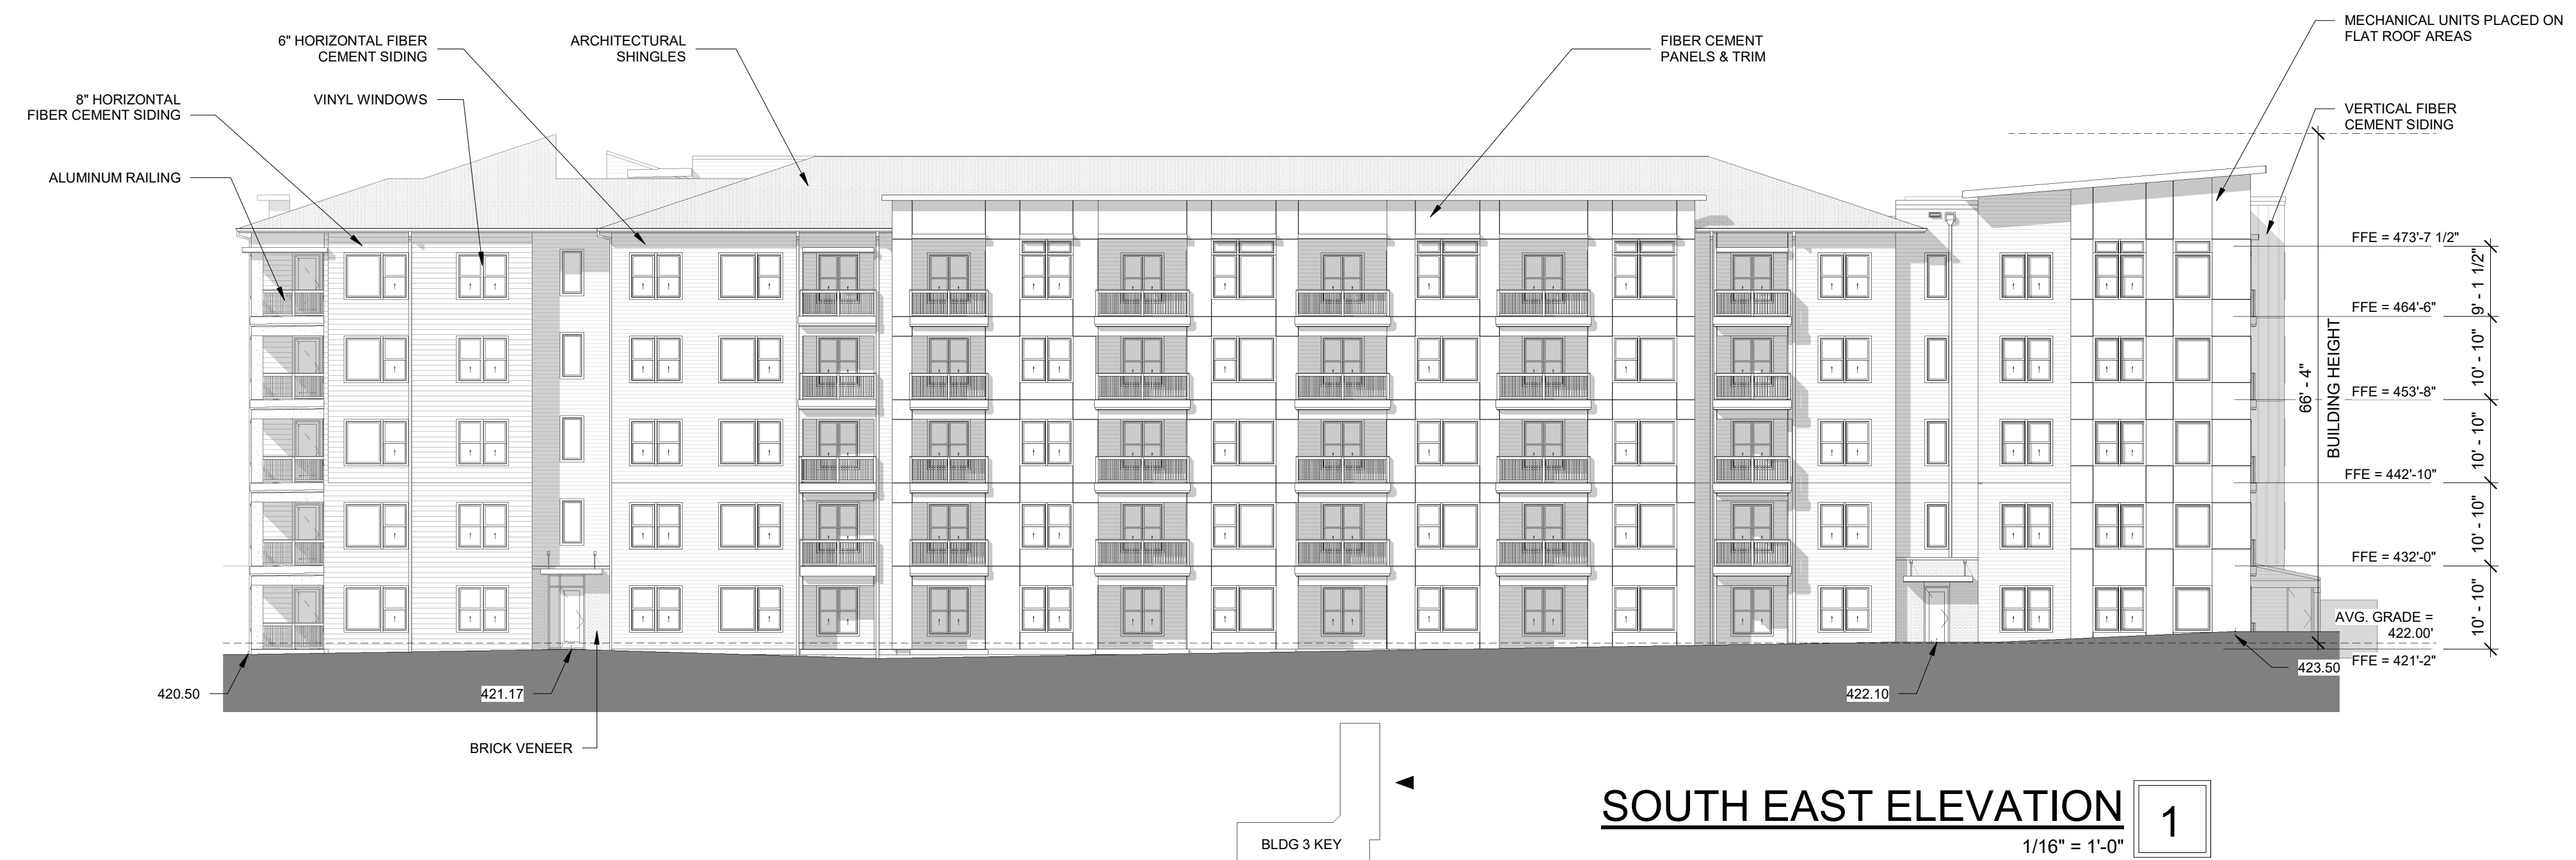 MECHANICAL UNITS PLACED ON
FLAT ROOF AREAS
6" HORIZONTAL FIBER
CEMENT SIDING
ARCHITECTURAL
SHINGLES
FIBER CEMENT
PANELS & TRIM
8" HORIZONTAL
FIBER CEMENT SIDING
VINYL WINDOWS
VERTICAL FIBER
CEMENT SIDING
ALUMINUM RAILING
FFE = 473'-7 1/2"
9' - 1 1/2"
FFE = 464'-6"
10' - 10"
FFE = 453'-8"
66' - 4"
BUILDING HEIGHT
10' - 10"
FFE = 442'-10"
10' - 10"
FFE = 432'-0"
10' - 10"
AVG. GRADE =
422.00'
FFE = 421'-2"
420.50
421.17
422.10
423.50
BRICK VENEER
BLDG 3 KEY
SOUTH EAST ELEVATION
1
1/16" = 1'-0"